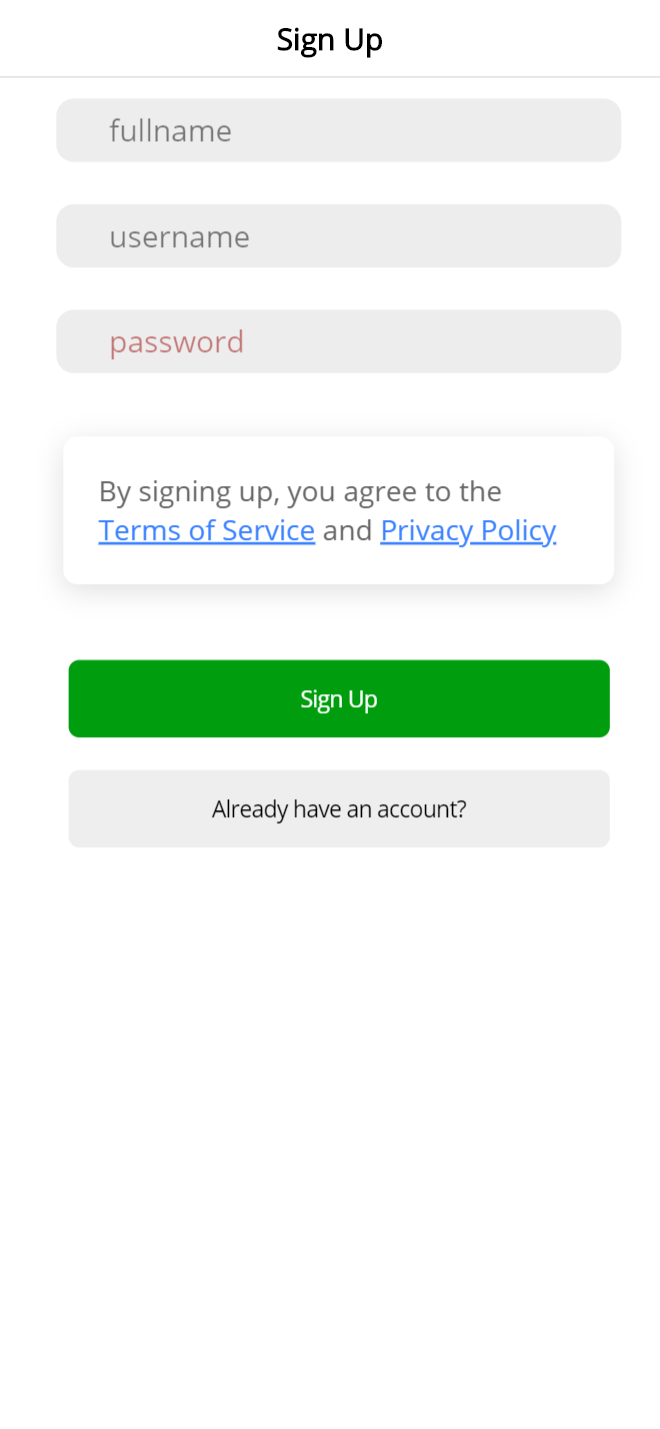 Sign Up
fullname
username
password
By signing up, you agree to the
Terms of Service and Privacy Policy
Sign Up
Already have an account?